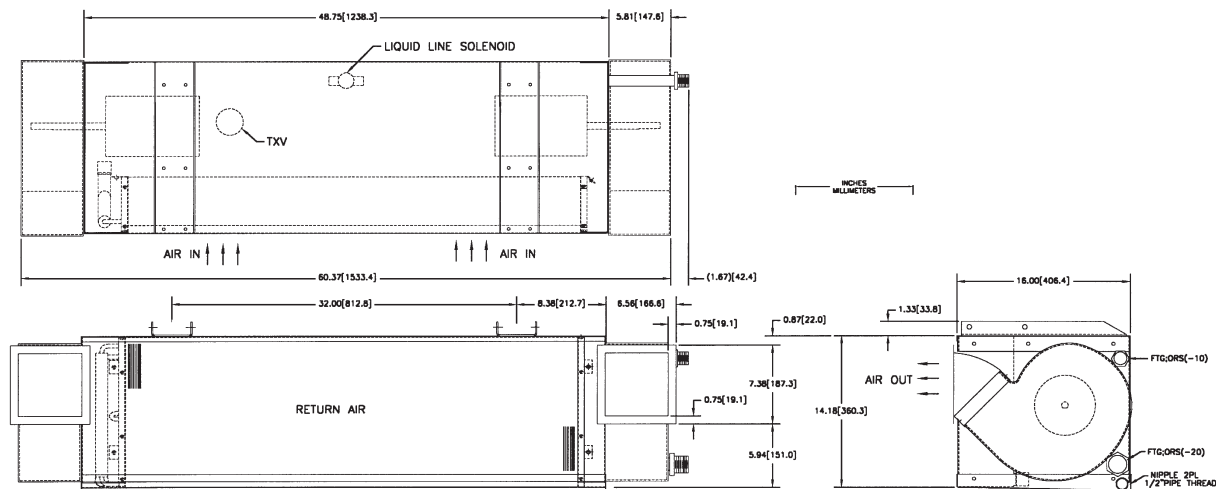 48.75[1238.3]
5.81[147.6]
LIQUID LINE SOLENOID
TXV
INCHES
MILLIMETERS
AIR IN
AIR IN
60.37[1533.4]
(1.67)[42.4]
16.00[406.4]
32.00[812.8]
8.38[212.7]
6.56[166.6]
1.33[33.8]
0.75[19.1]
0.87[22.0]
FTG;ORS(-10)
AIR OUT
7.38[187.3]
RETURN AIR
0.75[19.1]
14.18[360.3]
5.94[151.0]
FTG;ORS(-20)
NIPPLE 2PL
1/2"PIPE THREAD